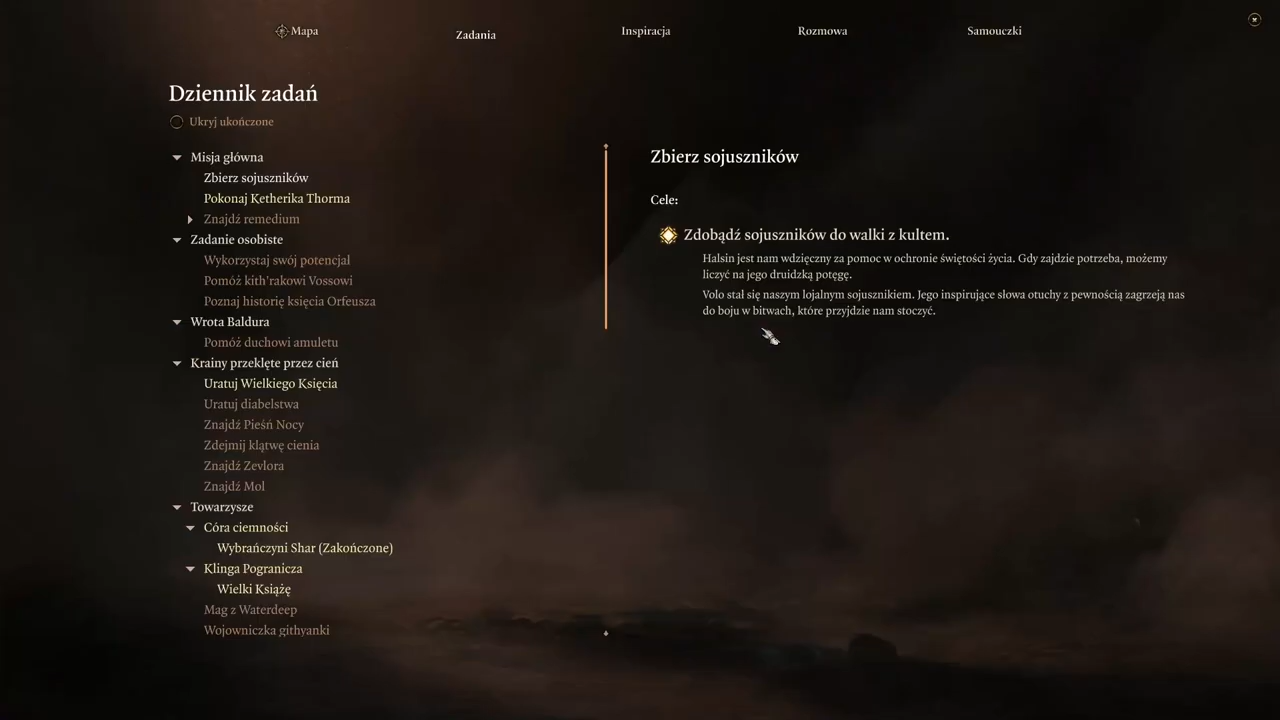 Mapa
Zadania
Inspiracja
Rozmowa
Samouczki
Dziennik zadań
Ukryj ukończone
Misja główna
Zbierz sojuszników
Pokonaj Ketherika Thorma
Znajdź remedium
Zadanie osobiste
Wykorzystaj swój potencjał
Pomóż kith'rakowi Vossowi
Poznaj historię księcia Orfeusza
Wrota Baldura
Pomóż duchowi amuletu
Krainy przeklęte przez cień
Uratuj Wielkiego Księcia
Uratuj diabelstwa
Znajdź Pieśń Nocy
Zdejmij klątwę cienia
Znajdź Zevlora
Znajdź Mol
Towarzysze
Córa ciemności
Wybrańczyni Shar (Zakończone)
Klinga Pogranicza
Wielki Książę
Mag z Waterdeep
Wojowniczka githyanki
Zbierz sojuszników
Cele:
Zdobądź sojuszników do walki z kultem.
Halsin jest nam wdzięczny za pomoc w ochronie świętości życia. Gdy zajdzie potrzeba, możemy
liczyć na jego druidzką potęgę.
Volo stał się naszym lojalnym sojusznikiem. Jego inspirujące słowa otuchy z pewnością zagrzeją nas
do boju w bitwach, które przyjdzie nam stoczyć.